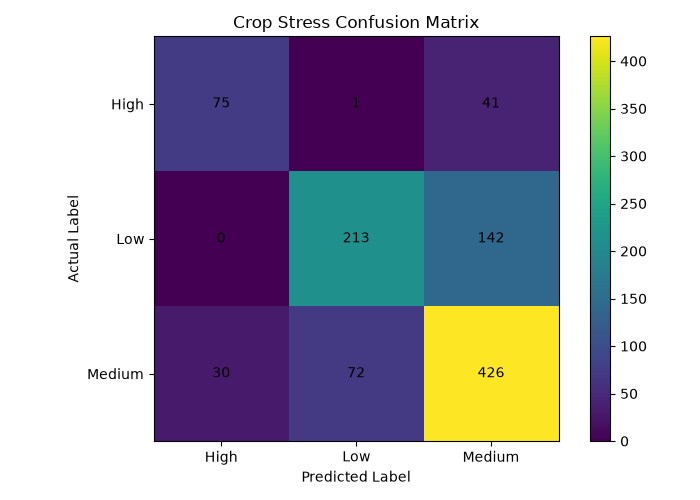 Crop Stress Confusion Matrix
Actual Label
High 75 1 41
Low 0 213 142
Medium 30 72 426
High Low Medium
Predicted Label
400
350
300
250
200
150
100
50
0